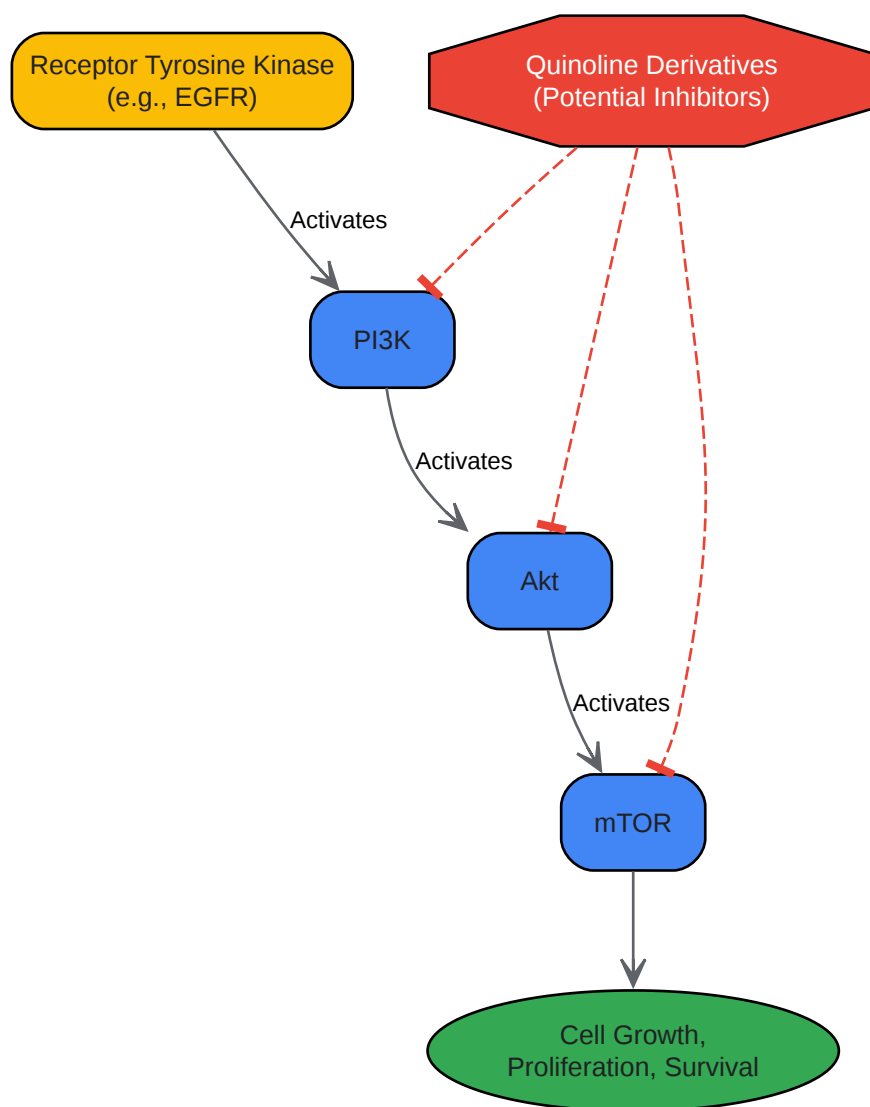 Receptor Tyrosine Kinase
(e.g., EGFR)
Quinoline Derivatives
(Potential Inhibitors)
Activates
PI3K
Activates
Akt
Activates
mTOR
Cell Growth,
Proliferation, Survival